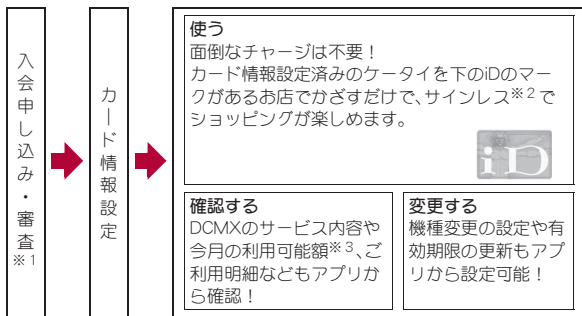 入会申し込み・審査※1
カード情報設定
使う
面倒なチャージは不要！
カード情報設定済みのケータイを下のiDのマー
クがあるお店でかざすだけで、サインレス※2で
ショッピングが楽しめます。
iD
確認する
DCMXのサービス内容や
今月の利用可能額※3、ご
利用明細などもアプリか
ら確認！
変更する
機種変更の設定や有
効期限の更新もアプ
リから設定可能！